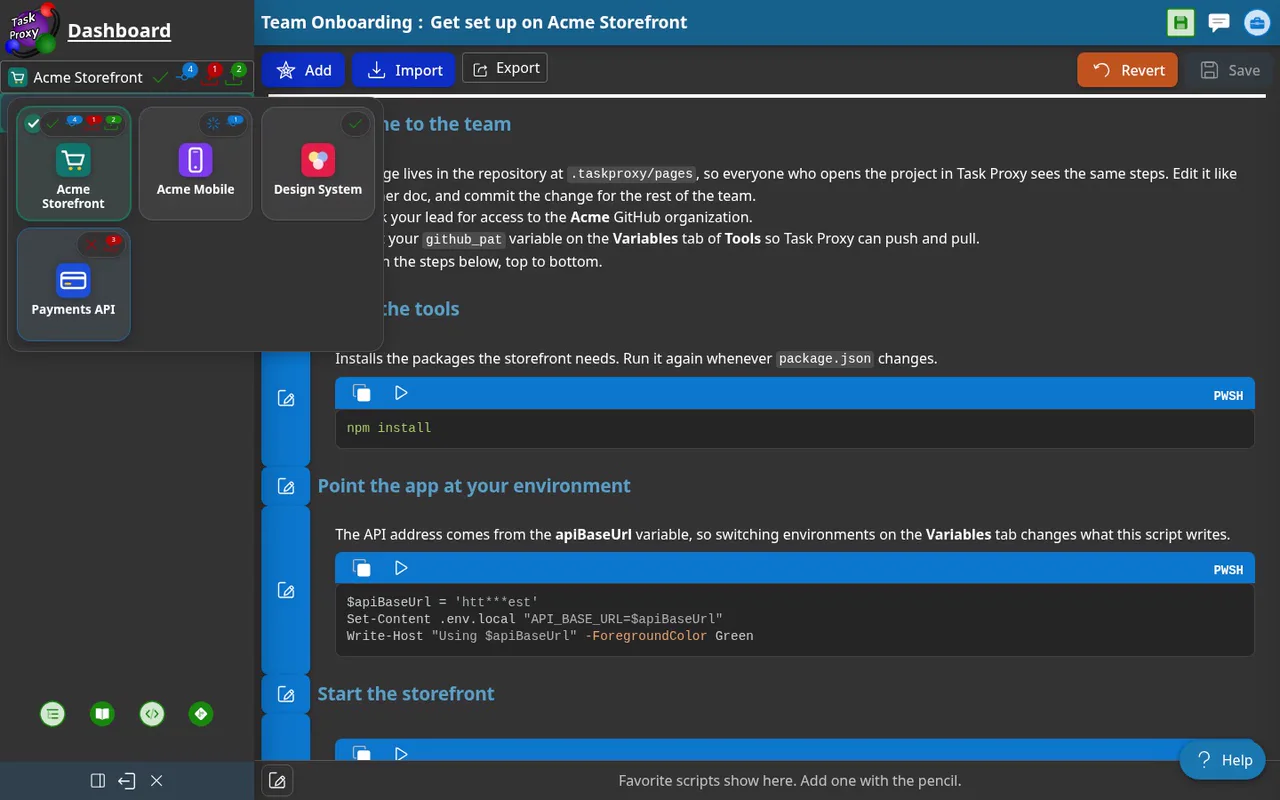 Task Proxy
Dashboard
Team Onboarding : Get set up on Acme Storefront
Acme Storefront
4
1
2
Add
Import
Export
Revert
Save
4
1
2
Acme
Storefront
1
Acme Mobile
Design System
3
Payments API
ne to the team
ge lives in the repository at .taskproxy/pages, so everyone who opens the project in Task Proxy sees the same steps. Edit it like
er doc, and commit the change for the rest of the team.
k your lead for access to the Acme GitHub organization.
your github_pat variable on the Variables tab of Tools so Task Proxy can push and pull.
n the steps below, top to bottom.
the tools
Installs the packages the storefront needs. Run it again whenever package.json changes.
PWSH
npm install
Point the app at your environment
The API address comes from the apiBaseUrl variable, so switching environments on the Variables tab changes what this script writes.
PWSH
$apiBaseUrl = 'htt***est'
Set-Content .env.local "API_BASE_URL=$apiBaseUrl"
Write-Host "Using $apiBaseUrl" -ForegroundColor Green
Start the storefront
Favorite scripts show here. Add one with the pencil.
? Help